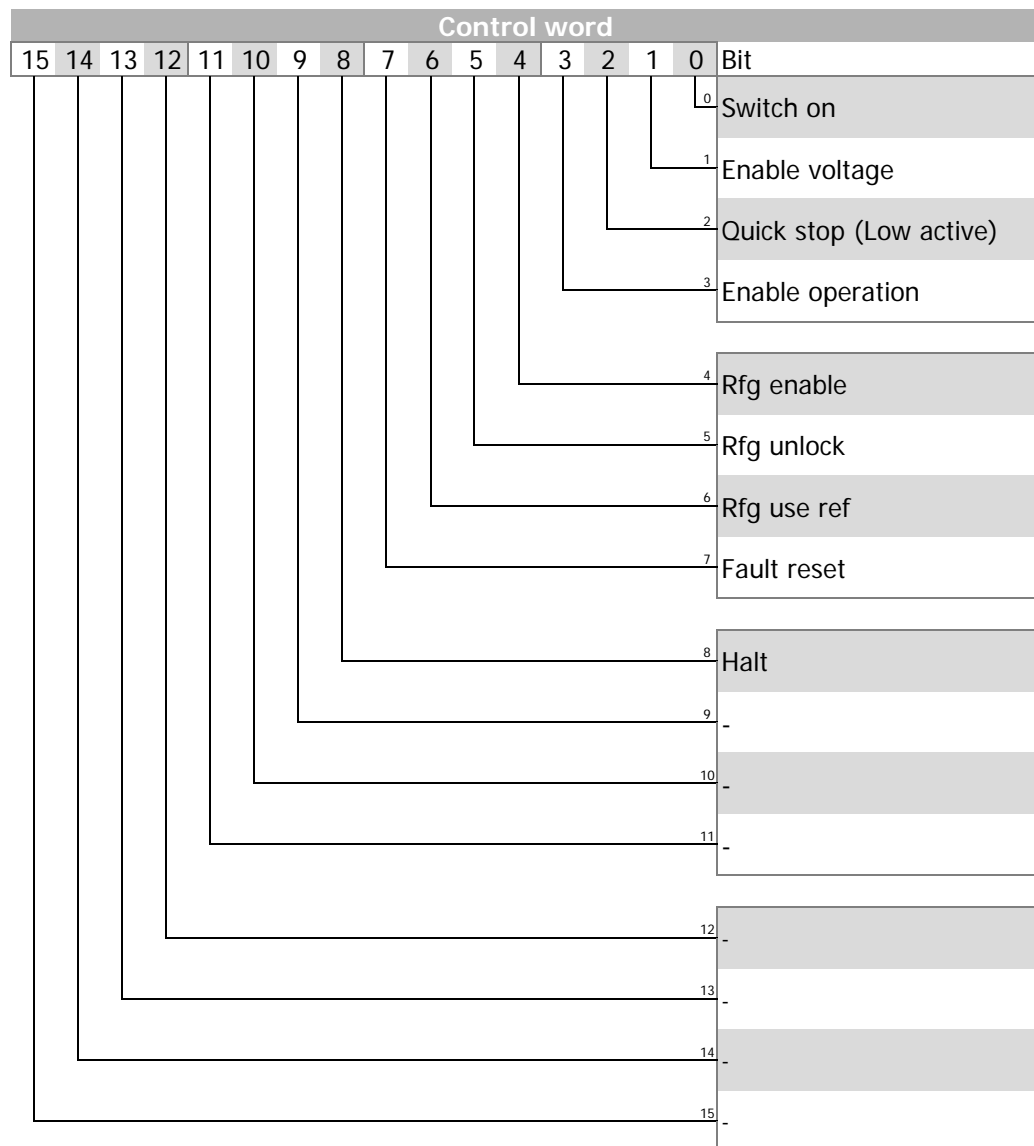 Control word
15 14 13 12 11 10 9 8 7 6 5 4 3 2 1 0 Bit
0 Switch on
1 Enable voltage
2 Quick stop (Low active)
3 Enable operation
4 Rfg enable
5 Rfg unlock
6 Rfg use ref
7 Fault reset
8 Halt
9 -
10 -
11 -
12 -
13 -
14 -
15 -